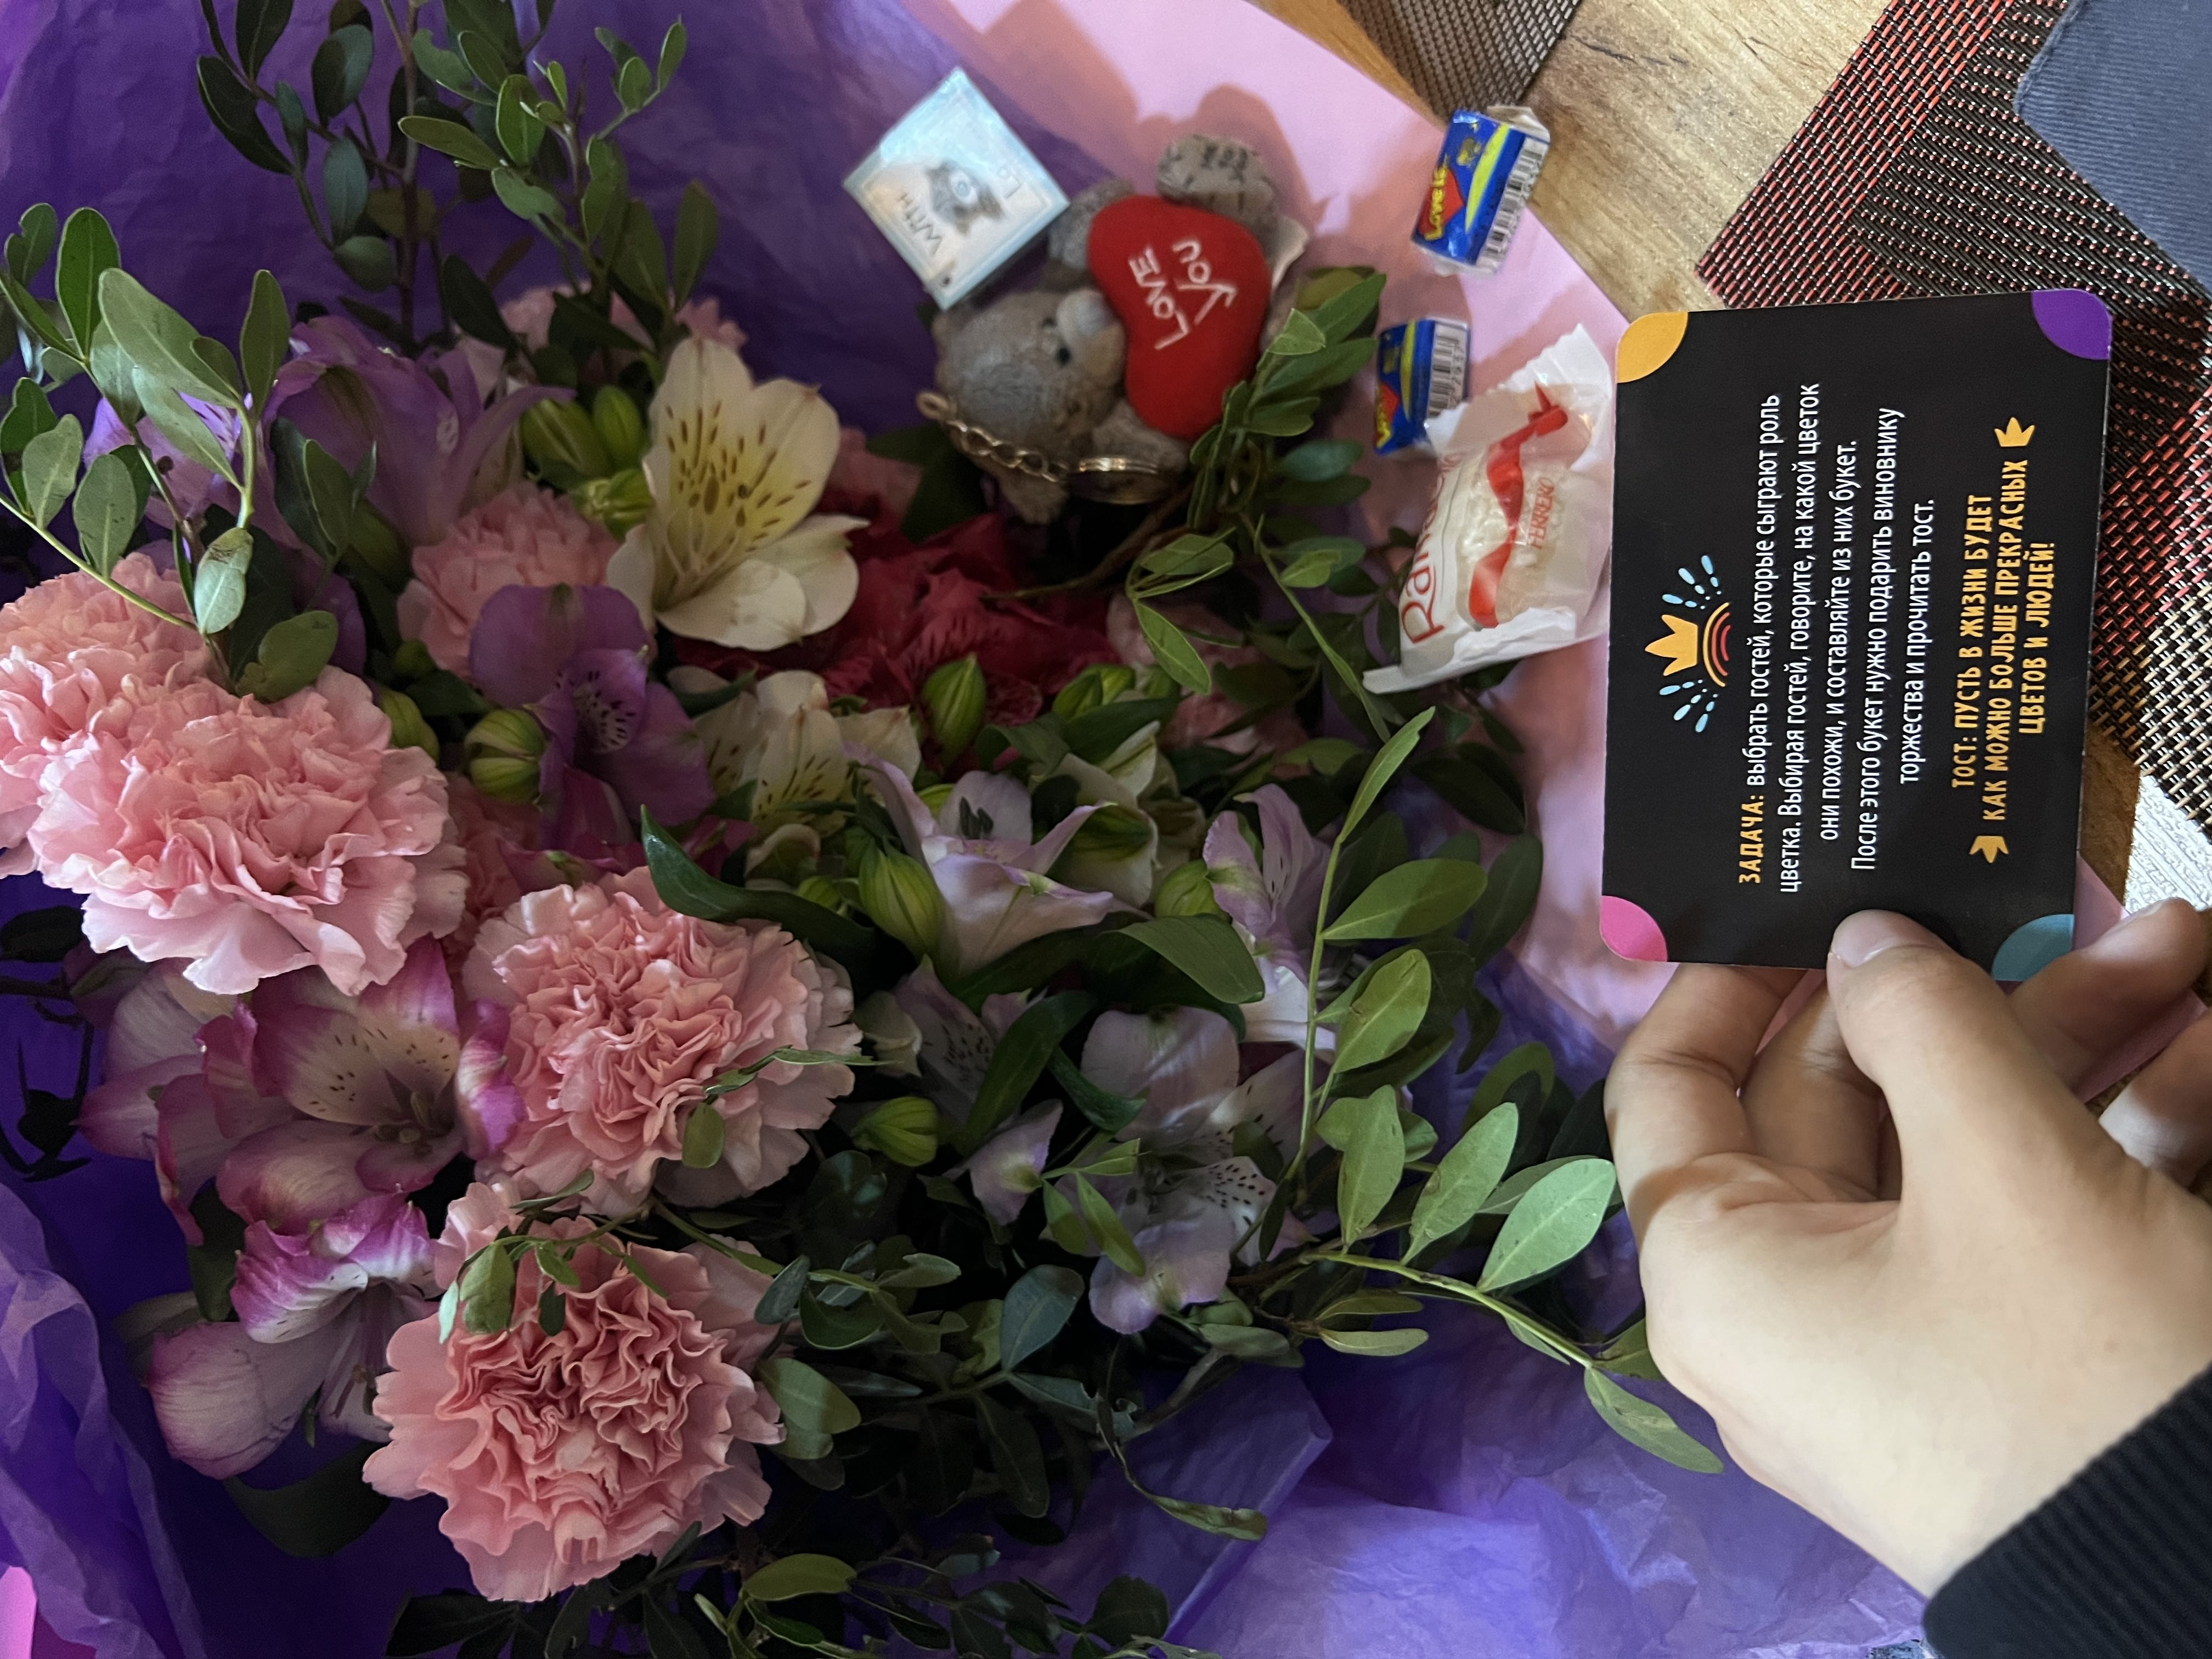 With
LOVE
YOU
FERRERO
Love is...
ЗАДАЧА: выбрать гостей, которые сыграют роль
цветка. Выбирая гостей, говорите, на какой цветок
они похожи, и составляйте из них букет.
После этого букет нужно подарить виновнику
торжества и прочитать тост.
ТОСТ: ПУСТЬ В ЖИЗНИ БУДЕТ
КАК МОЖНО БОЛЬШЕ ПРЕКРАСНЫХ
ЦВЕТОВ И ЛЮДЕЙ!